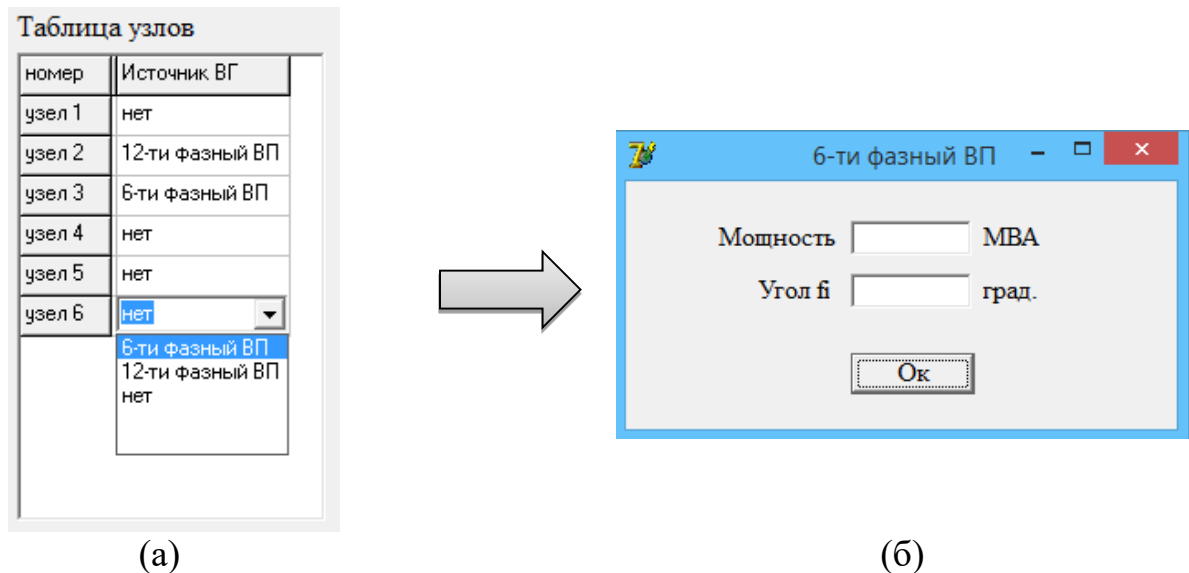 Таблица узлов
номер Источник ВГ
узел 1 нет
узел 2 12-ти фазный ВП
узел 3 6-ти фазный ВП
узел 4 нет
узел 5 нет
узел 6 нет
6-ти фазный ВП
12-ти фазный ВП
нет
(а)
6-ти фазный ВП
Мощность МВА
Угол fi град.
Ок
(б)